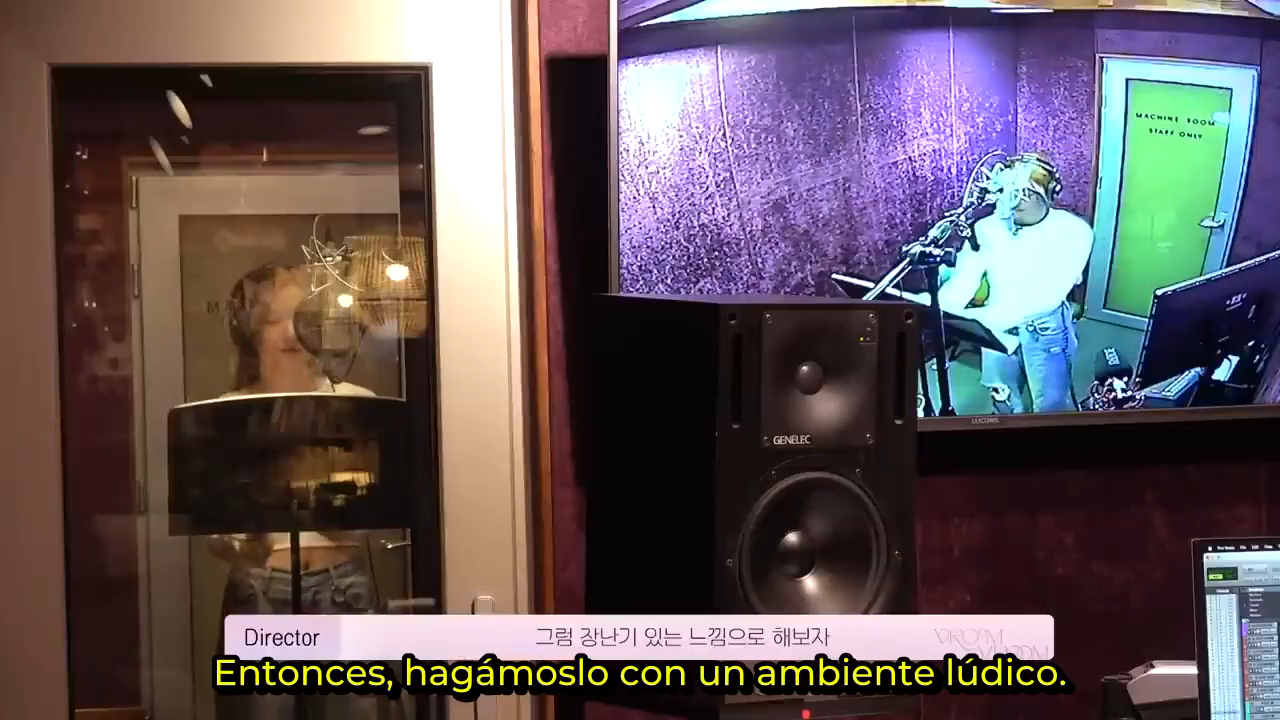 MACHINE ROOM
STAFF ONLY
GENELEC
Director
그럼 장난기 있는 느낌으로 해보자
Entonces, hagámoslo con un ambiente lúdico.